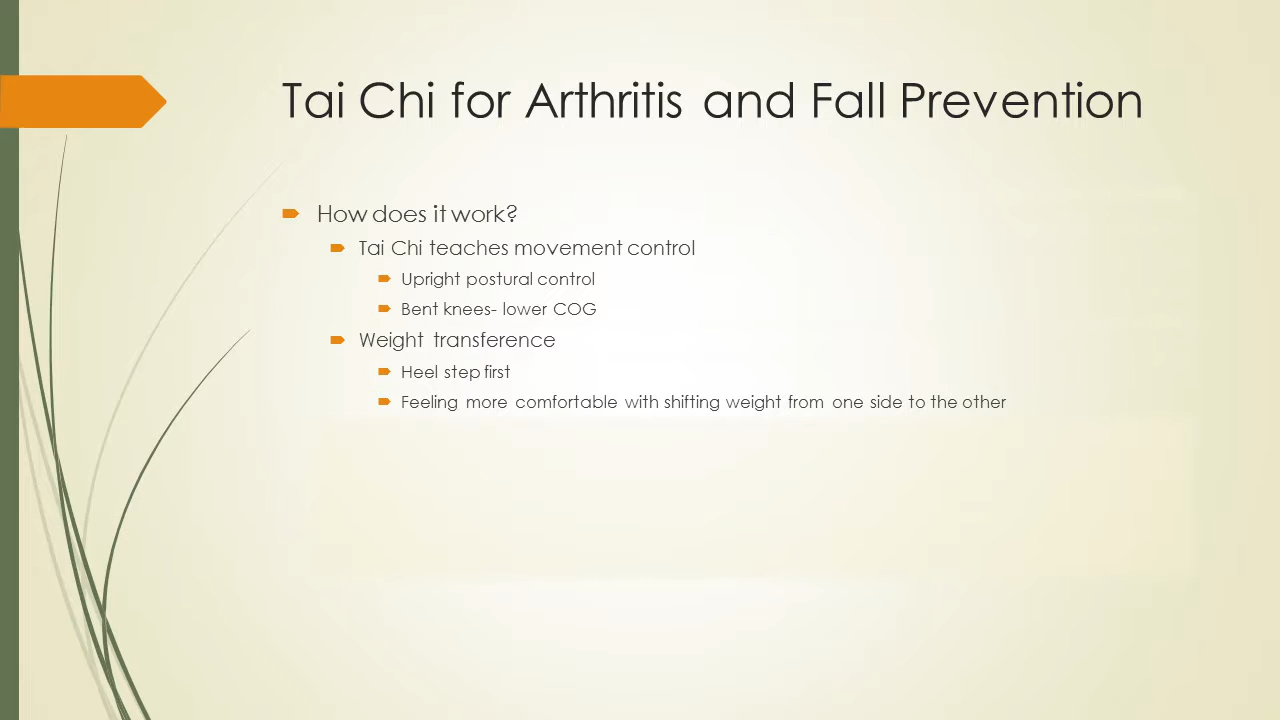 Tai Chi for Arthritis and Fall Prevention
How does it work?
Tai Chi teaches movement control
Upright postural control
Bent knees- lower COG
Weight transference
Heel step first
Feeling more comfortable with shifting weight from one side to the other